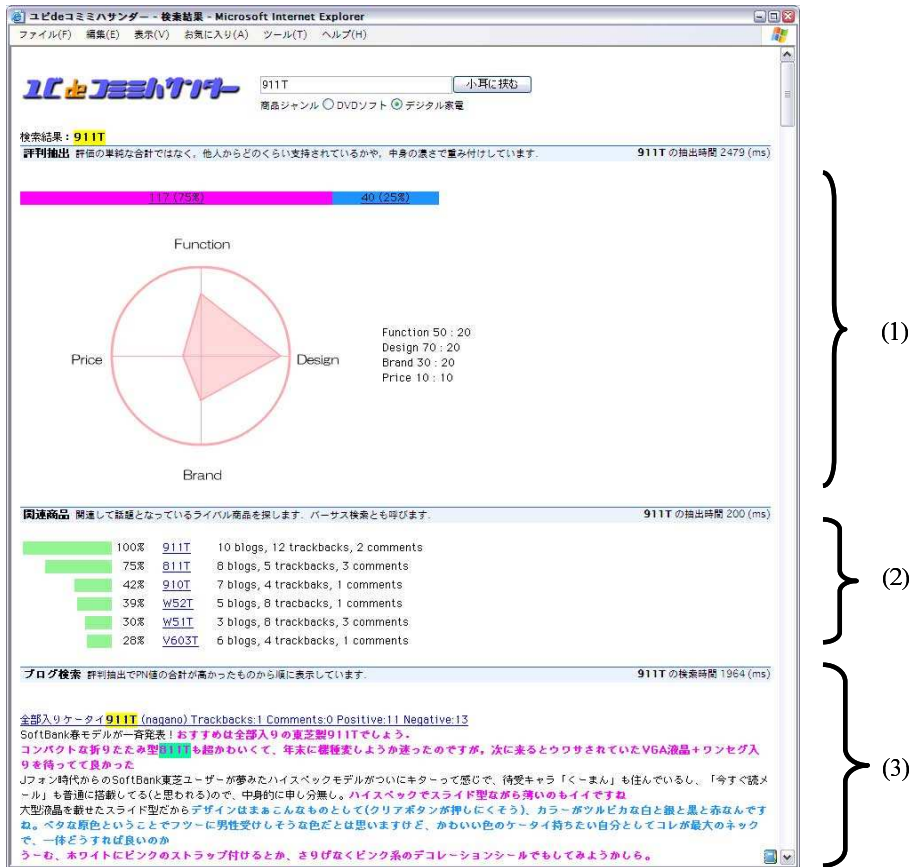 ユビdeコミミハサンダー - 検索結果 - Microsoft Internet Explorer
ファイル(F) 編集(E) 表示(V) お気に入り(A) ツール(T) ヘルプ(H)
ユビdeコミミハサンダー 911T 小耳に挟む
商品ジャンル DVDソフト デジタル家電
検索結果：911T
評判抽出 評価の単純な合計ではなく，他人からどのくらい支持されているかや，中身の濃さで重み付けしています． 911T の抽出時間 2479 (ms)
117 (75%) 40 (25%)
Function
Price
Design
Brand
Function 50 : 20
Design 70 : 20
Brand 30 : 20
Price 10 : 10
(1)
関連商品 関連して話題となっているライバル商品を探します．バーサス検索とも呼びます． 911T の抽出時間 200 (ms)
100% 911T 10 blogs, 12 trackbacks, 2 comments
75% 811T 8 blogs, 5 trackbacks, 3 comments
42% 910T 7 blogs, 4 trackbaks, 1 comments
39% W52T 5 blogs, 8 tracbacks, 1 comments
30% W51T 3 blogs, 8 trackbacks, 3 comments
28% V603T 6 blogs, 4 trackbacks, 1 comments
(2)
ブログ検索 評判抽出でPN値の合計が高かったものから順に表示しています． 911T の検索時間 1964 (ms)
全部入りケータイ911T (nagano) Trackbacks:1 Comments:0 Positive:11 Negative:13
SoftBank春モデルが一斉発表！おすすめは全部入りの東芝製911Tでしょう。
コンパクトな折りたたみ型811Tも超かわいくて、年末に機種変しようか迷ったのですが。次に来るとウワサされていたVGA液晶＋ワンセグ入
りを待ってて良かった
Jフォン時代からのSoftBank東芝ユーザーが夢みたハイスペックモデルがついにキターって感じで、待受キャラ「くーまん」も住んでいるし、「今すぐ読メ
ール」も普通に搭載してる(と思われる)ので、中身的に申し分無し。ハイスペックでスライド型ながら薄いのもイイですね
大型液晶を載せたスライド型だからデザインはまぁこんなものとして(クリアボタンが押しにくそう)、カラーがツルピカな白と銀と黒と赤なんです
ね。ベタな原色ということでフツーに男性受けしそうな色だとは思いますけど、かわいい色のケータイ持ちたい自分としてコレが最大のネック
で、一体どうすれば良いのか
うーむ、ホワイトにピンクのストラップ付けるとか、さりげなくピンク系のデコレーションシールでもしてみようかしら。
(3)